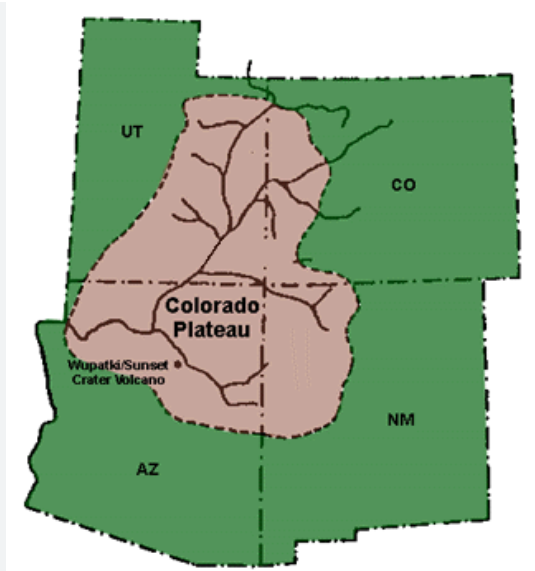 UT
CO
Colorado
Plateau
Wupatki/Sunset
Crater Volcano
NM
AZ